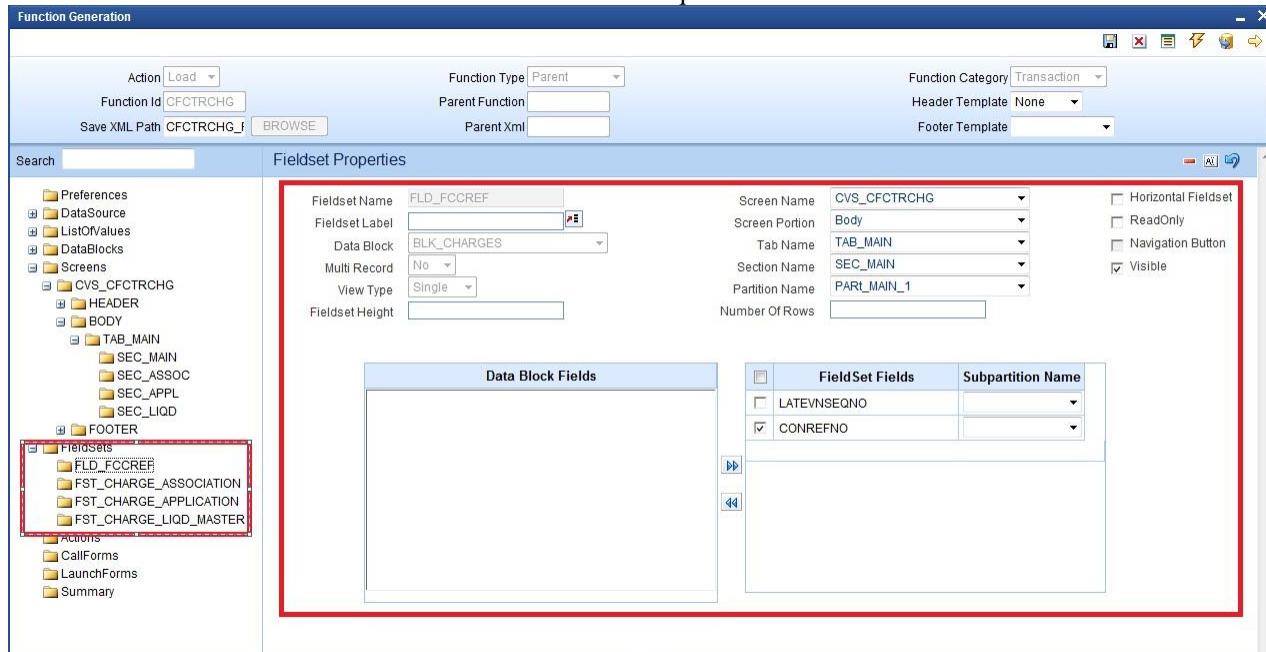 Function Generation
Action Load
Function Type Parent
Function Category Transaction
Function Id CFCTRCHG
Parent Function
Header Template None
Save XML Path CFCTRCHG_F BROWSE
Parent Xml
Footer Template
Search
Fieldset Properties
Preferences
DataSource
ListOfValues
DataBlocks
Screens
CVS_CFCTRCHG
HEADER
BODY
TAB_MAIN
SEC_MAIN
SEC_ASSOC
SEC_APPL
SEC_LIQD
FOOTER
FieldSets
FLD_FCCREF
FST_CHARGE_ASSOCIATION
FST_CHARGE_APPLICATION
FST_CHARGE_LIQD_MASTER
Actions
CallForms
LaunchForms
Summary
Fieldset Name FLD_FCCREF
Screen Name CVS_CFCTRCHG
Horizontal Fieldset
Fieldset Label
Screen Portion Body
ReadOnly
Data Block BLK_CHARGES
Tab Name TAB_MAIN
Navigation Button
Multi Record No
Section Name SEC_MAIN
Visible
View Type Single
Partition Name PARt_MAIN_1
Fieldset Height
Number Of Rows
Data Block Fields
FieldSet Fields Subpartition Name
LATEVNSEQNO
CONREFNO